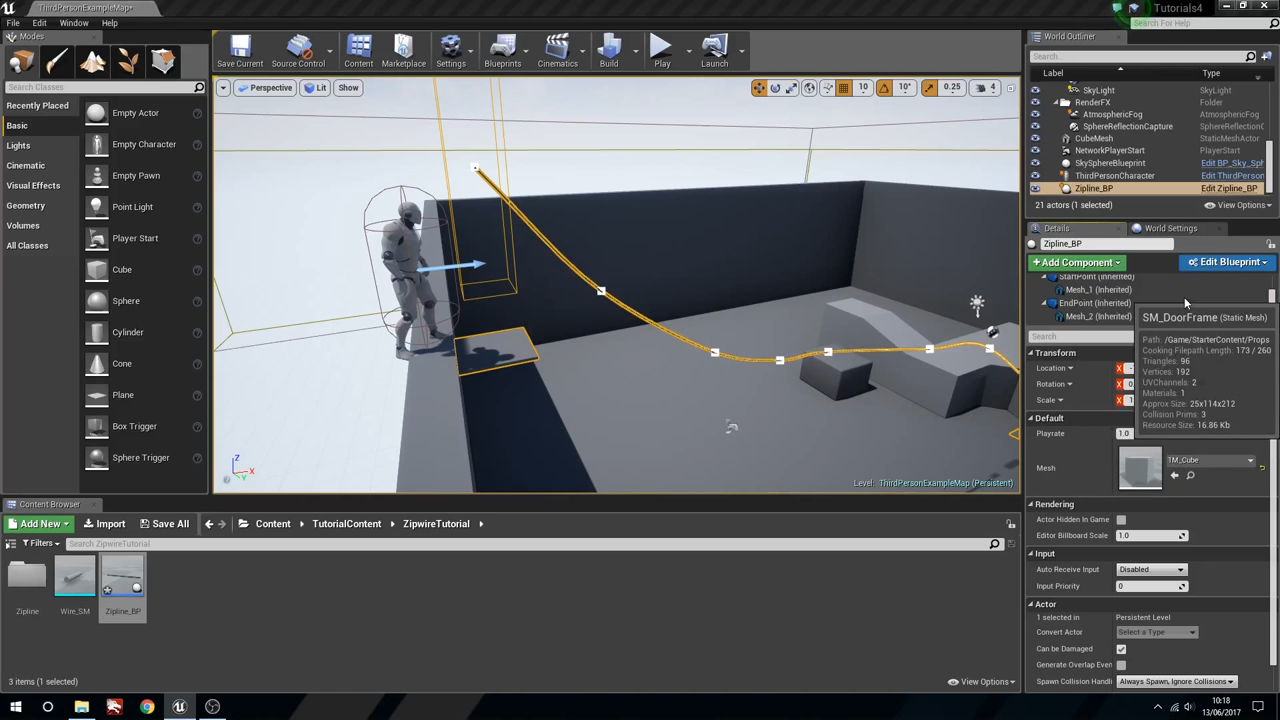 ThirdPersonExampleMap*
Tutorials4
File
Edit
Window
Help
Search For Help
Modes
Search Classes
Recently Placed
Basic
Lights
Cinematic
Visual Effects
Geometry
Volumes
All Classes
Empty Actor
Empty Character
Empty Pawn
Point Light
Player Start
Cube
Sphere
Cylinder
Cone
Plane
Box Trigger
Sphere Trigger
Save Current
Source Control
Content
Marketplace
Settings
Blueprints
Cinematics
Build
Play
Launch
Perspective
Lit
Show
10
10°
0.25
4
Z
X
Y
Level: ThirdPersonExampleMap (Persistent)
World Outliner
Search
Label
Type
SkyLight
SkyLight
RenderFX
Folder
AtmosphericFog
AtmosphericFog
SphereReflectionCapture
SphereReflectionC
CubeMesh
StaticMeshActor
NetworkPlayerStart
PlayerStart
SkySphereBlueprint
Edit BP_Sky_Sph
ThirdPersonCharacter
Edit ThirdPerson
Zipline_BP
Edit Zipline_BP
21 actors (1 selected)
View Options
Details
World Settings
Zipline_BP
+Add Component
Edit Blueprint
StartPoint (Inherited)
Mesh_1 (Inherited)
EndPoint (Inherited)
Mesh_2 (Inherited)
SM_DoorFrame (Static Mesh)
Path: /Game/StarterContent/Props
Cooking Filepath Length: 173 / 260
Triangles: 96
Vertices: 192
UVChannels: 2
Materials: 1
Approx Size: 25x114x212
Collision Prims: 3
Resource Size: 16.86 Kb
Search
Transform
Location
X
Rotation
X 0
Scale
X 1
Default
Playrate
1.0
Mesh
1M_Cube
Rendering
Actor Hidden In Game
Editor Billboard Scale
1.0
Input
Auto Receive Input
Disabled
Input Priority
0
Actor
1 selected in
Persistent Level
Convert Actor
Select a Type
Can be Damaged
Generate Overlap Even
Spawn Collision Handli
Always Spawn, Ignore Collisions
Content Browser
Add New
Import
Save All
Content
TutorialContent
ZipwireTutorial
Filters
Search ZipwireTutorial
Zipline
Wire_SM
Zipline_BP
3 items (1 selected)
View Options
10:18
13/06/2017